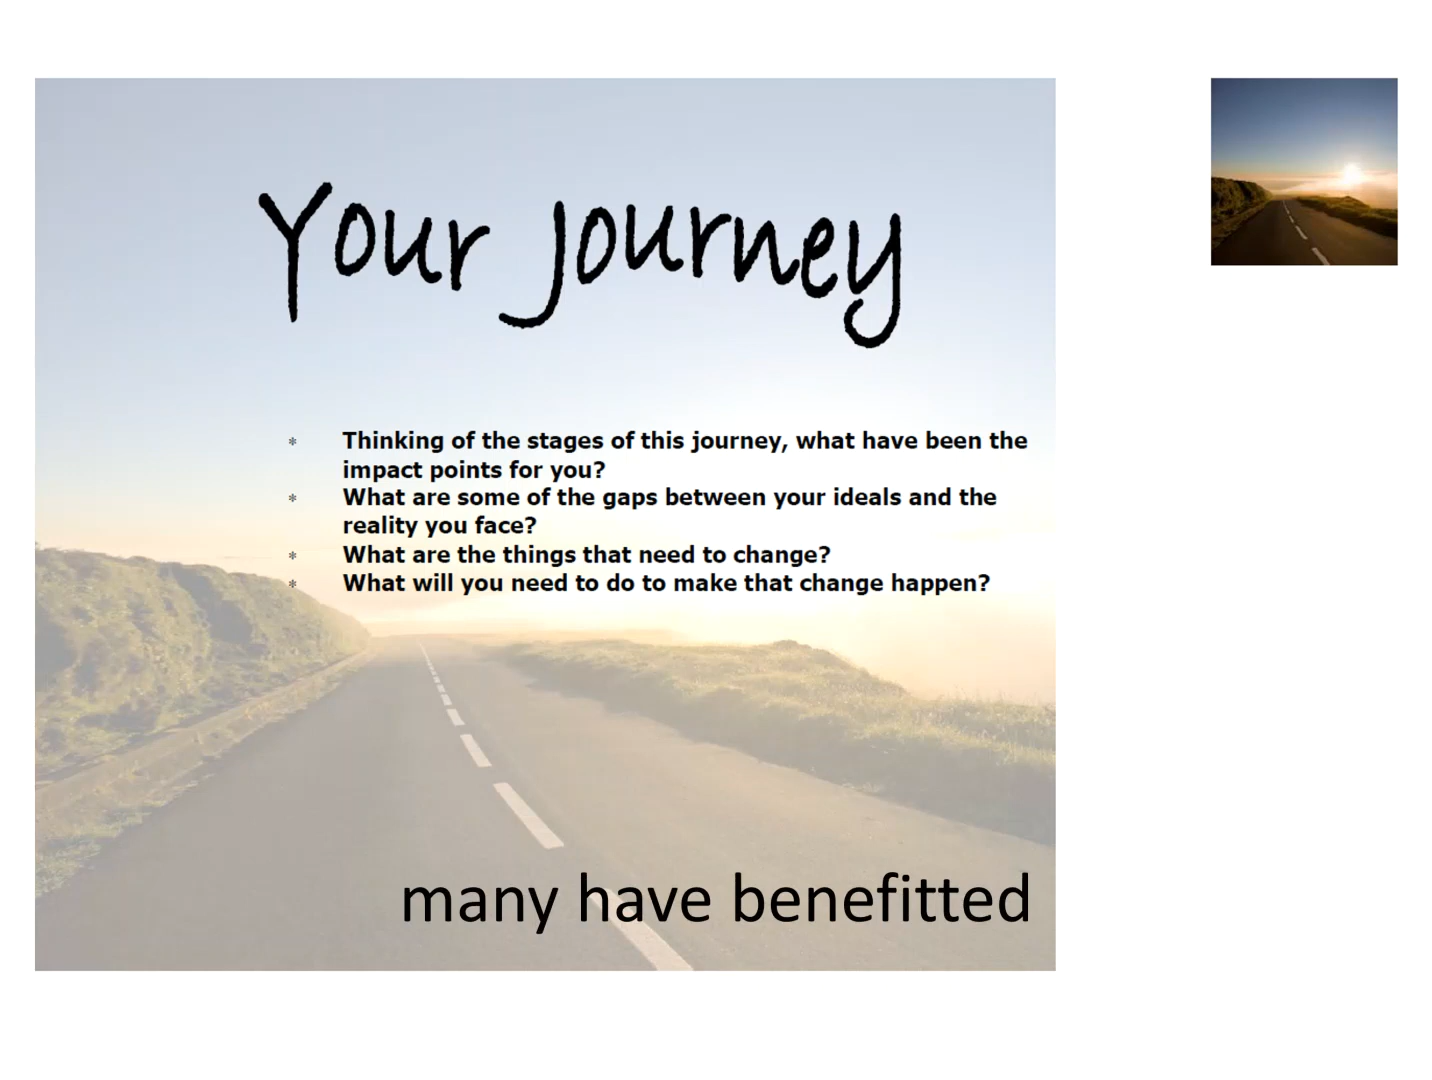 Your Journey
* Thinking of the stages of this journey, what have been the
impact points for you?
* What are some of the gaps between your ideals and the
reality you face?
* What are the things that need to change?
* What will you need to do to make that change happen?
many have benefitted